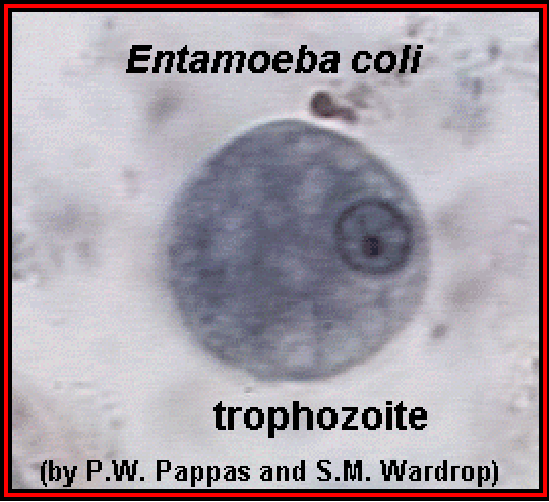 Entamoeba coli
trophozoite
(by P.W. Pappas and S.M. Wardrop)